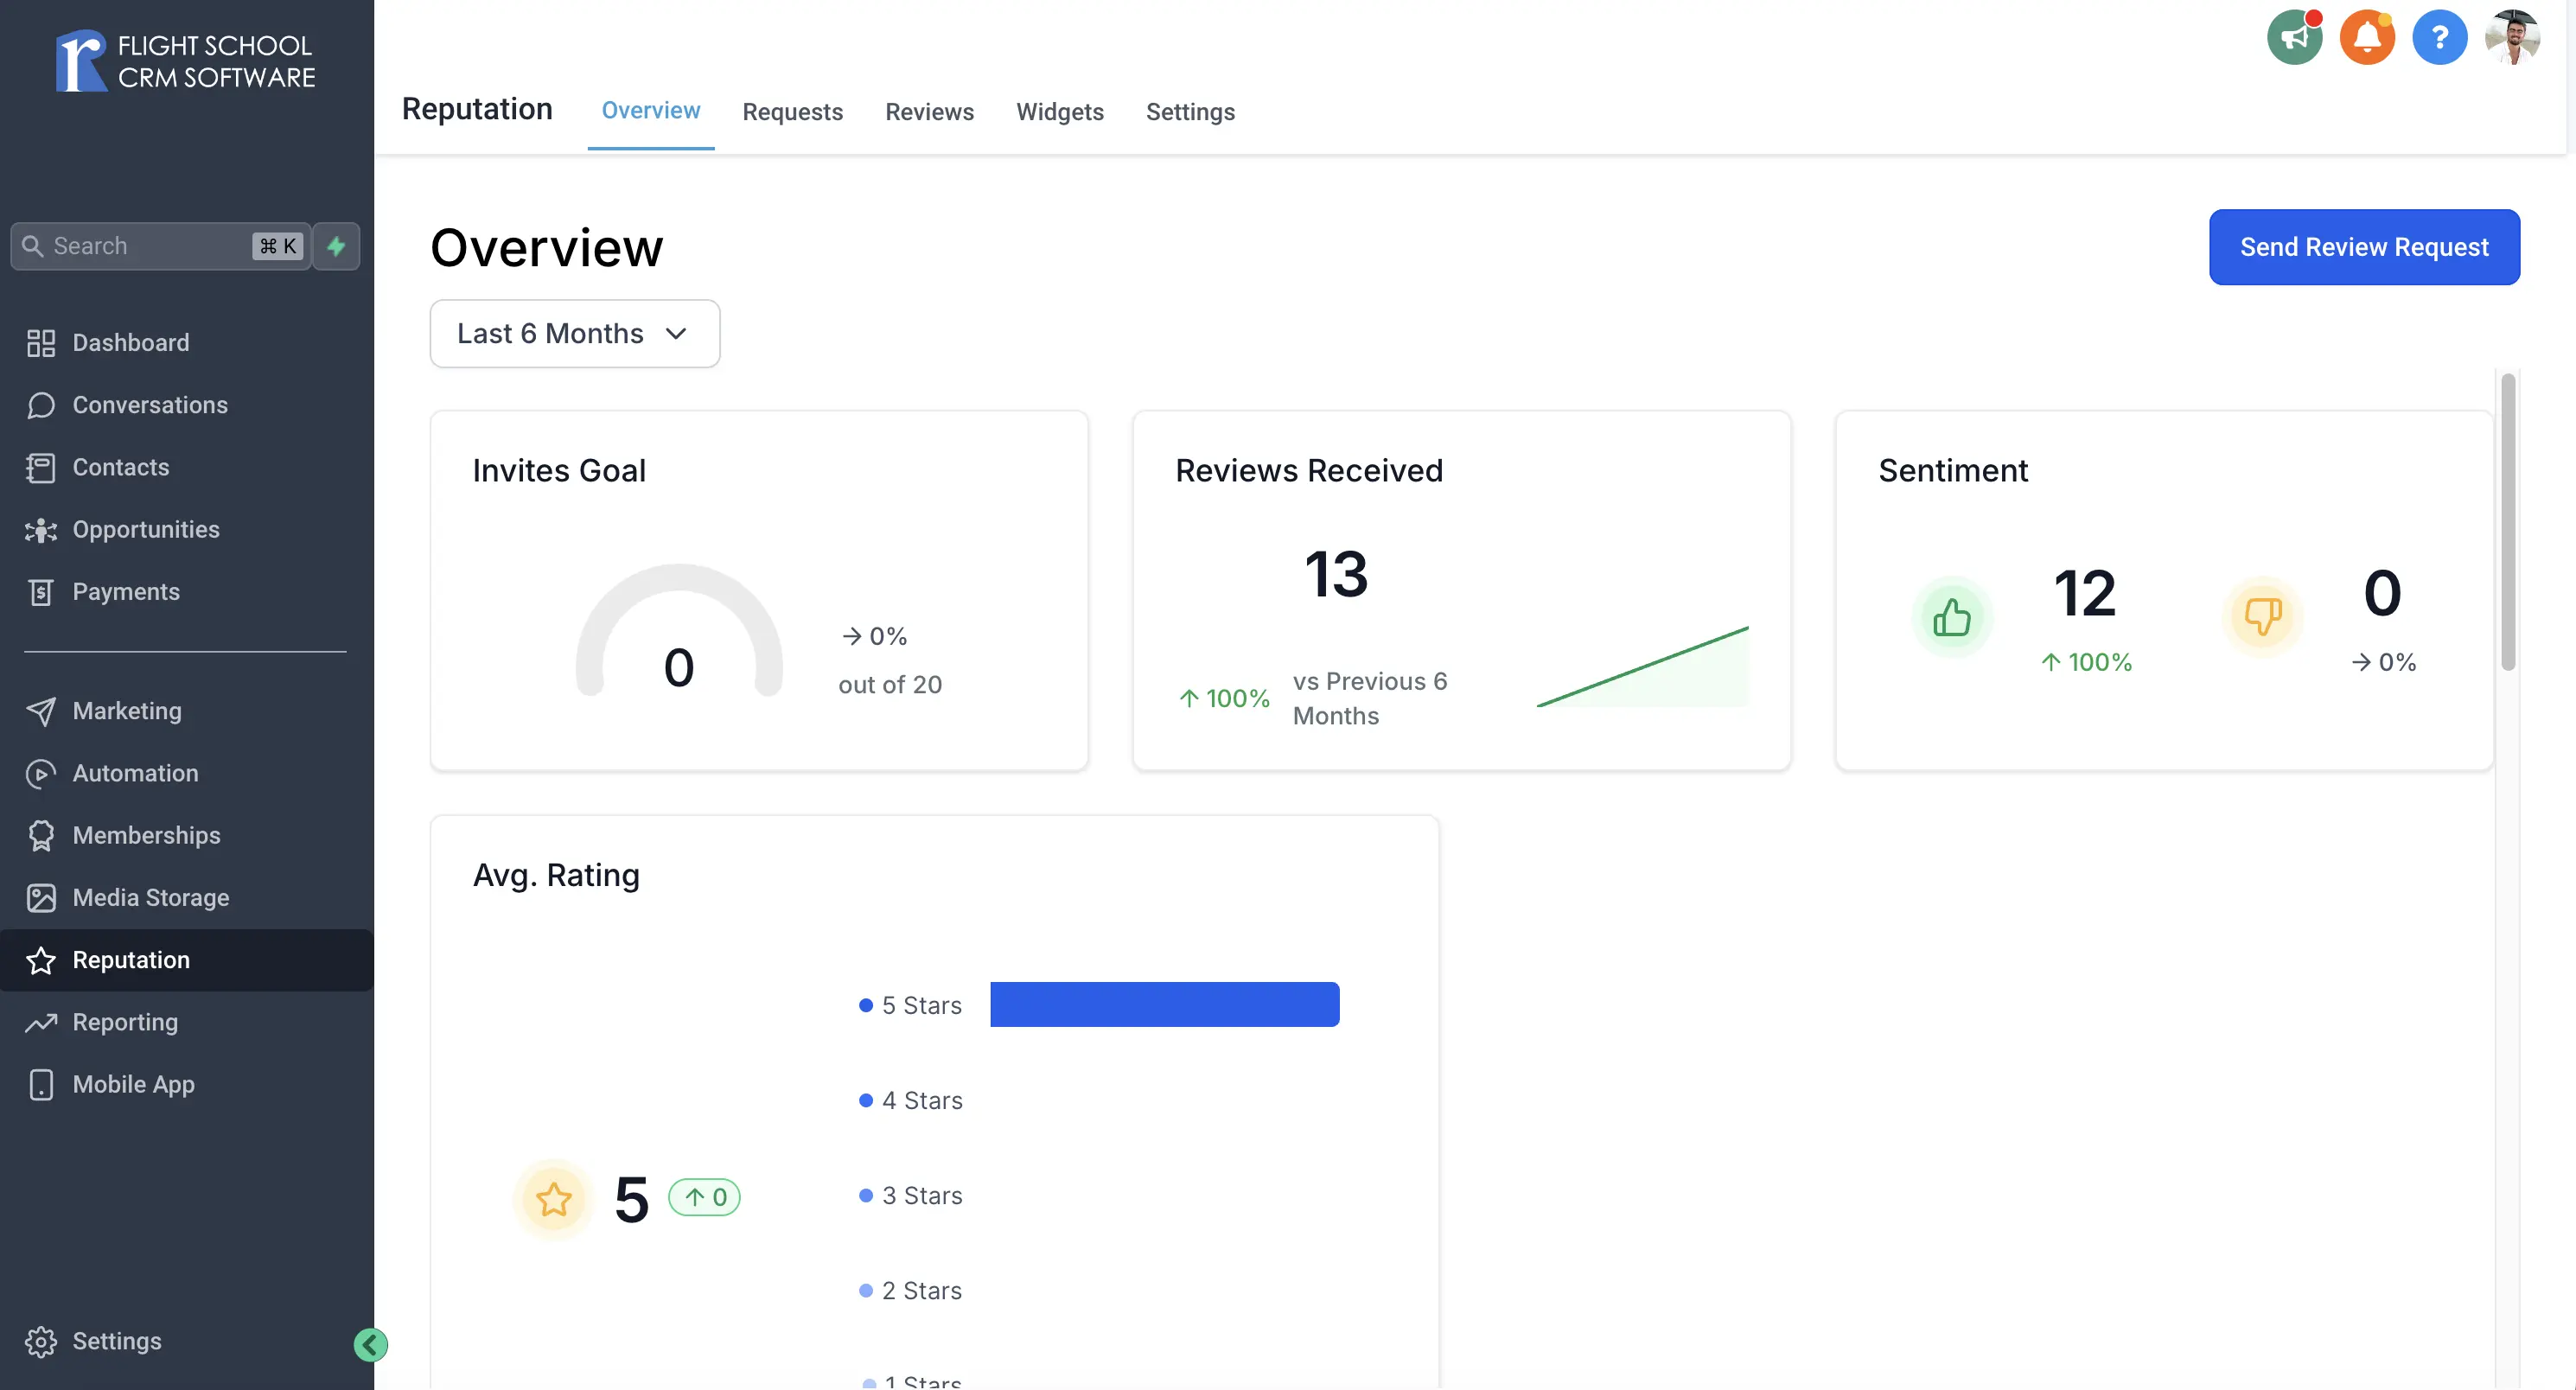 FLIGHT SCHOOL
CRM SOFTWARE
Search
⌘ K
Dashboard
Conversations
Contacts
Opportunities
Payments
Marketing
Automation
Memberships
Media Storage
Reputation
Reporting
Mobile App
Settings
?
Reputation
Overview
Requests
Reviews
Widgets
Settings
Overview
Send Review Request
Last 6 Months
Invites Goal
0
→ 0%
out of 20
Reviews Received
13
↑ 100%
vs Previous 6
Months
Sentiment
12
↑ 100%
0
→ 0%
Avg. Rating
5
↑ 0
5 Stars
4 Stars
3 Stars
2 Stars
1 Stars